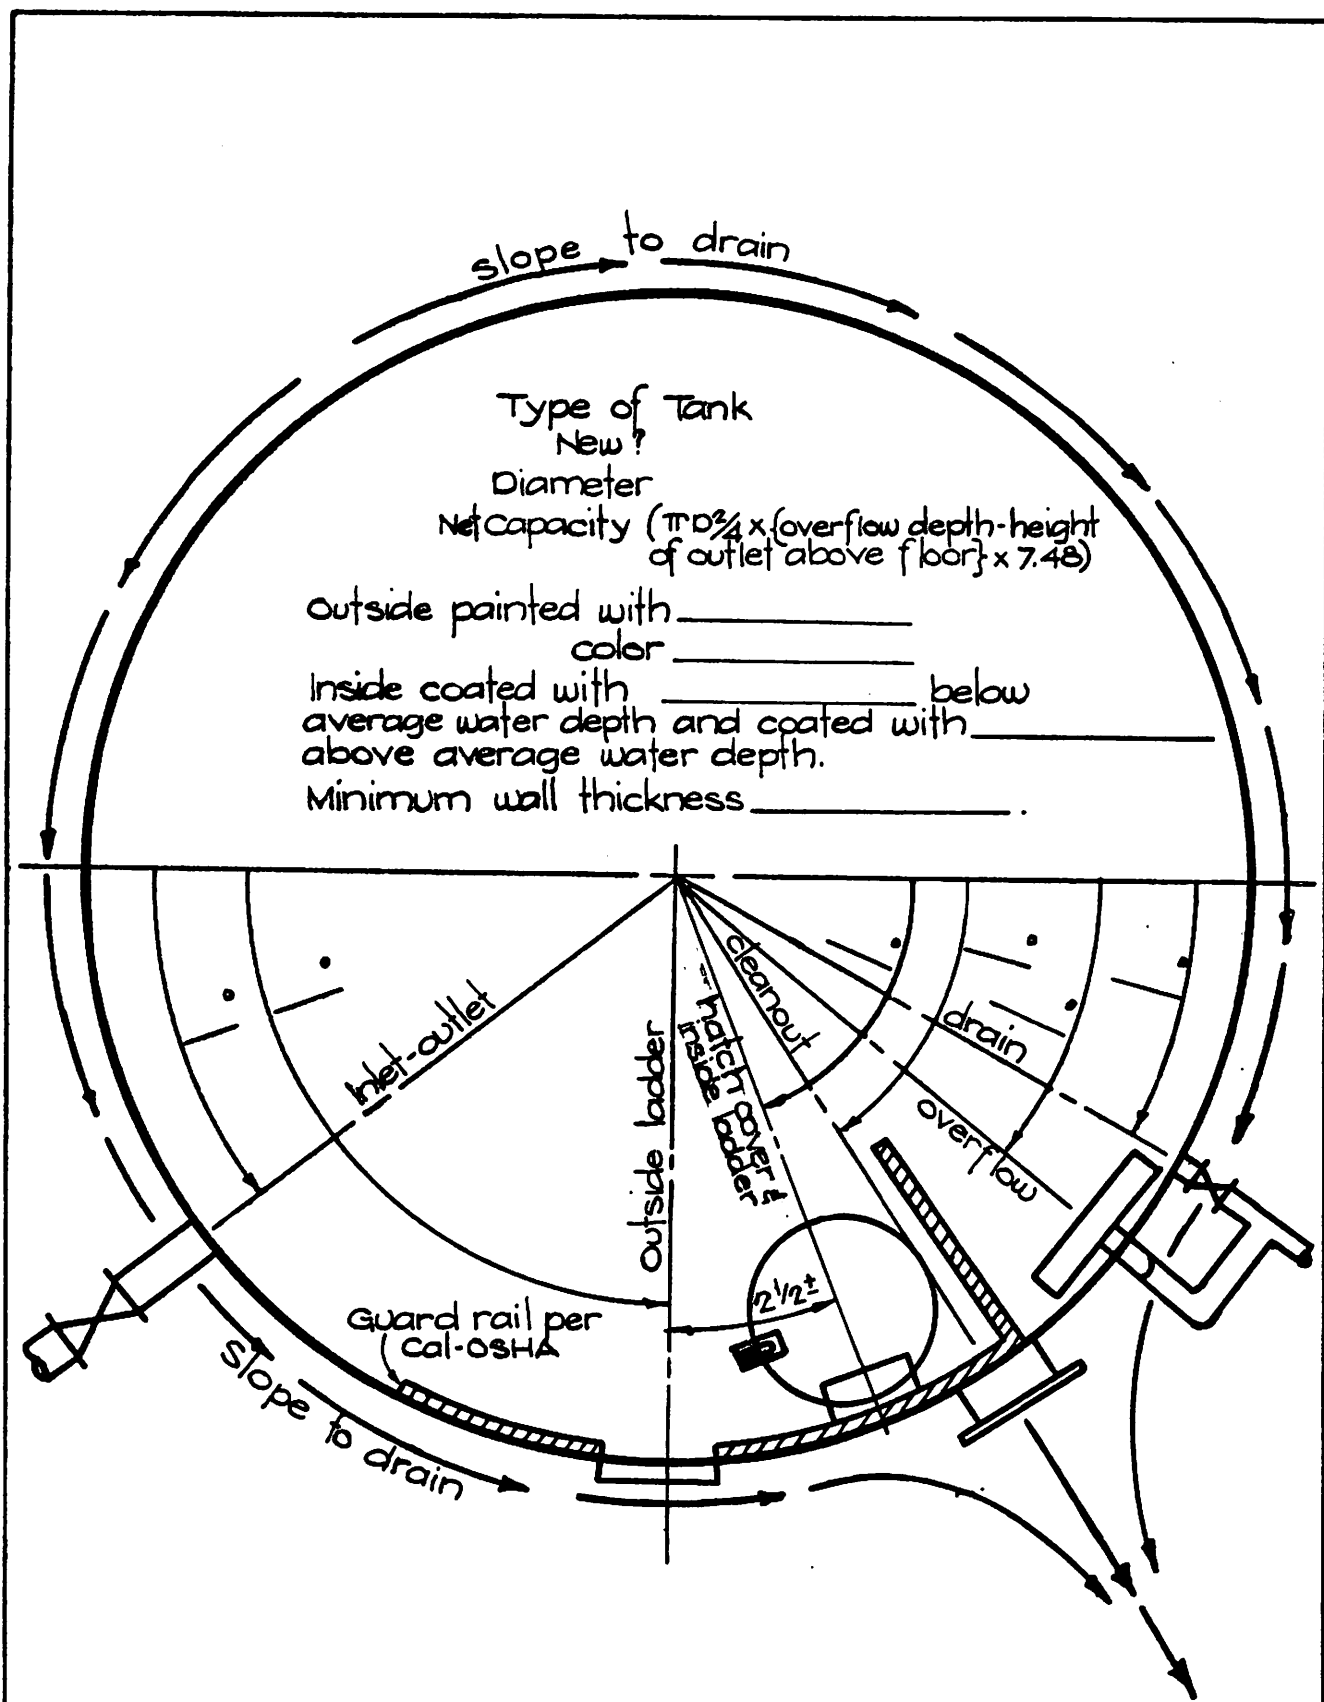 slope to drain
Type of Tank
New?
Diameter
Net Capacity (πD²/4 x {overflow depth-height
of outlet above floor} x 7.48)
Outside painted with
color
Inside coated with below
average water depth and coated with
above average water depth.
Minimum wall thickness .
Inlet-outlet
Outside ladder
hatch cover &
inside ladder
cleanout
drain
overflow
2 1/2 ±
Guard rail per
Cal-OSHA
Slope to drain